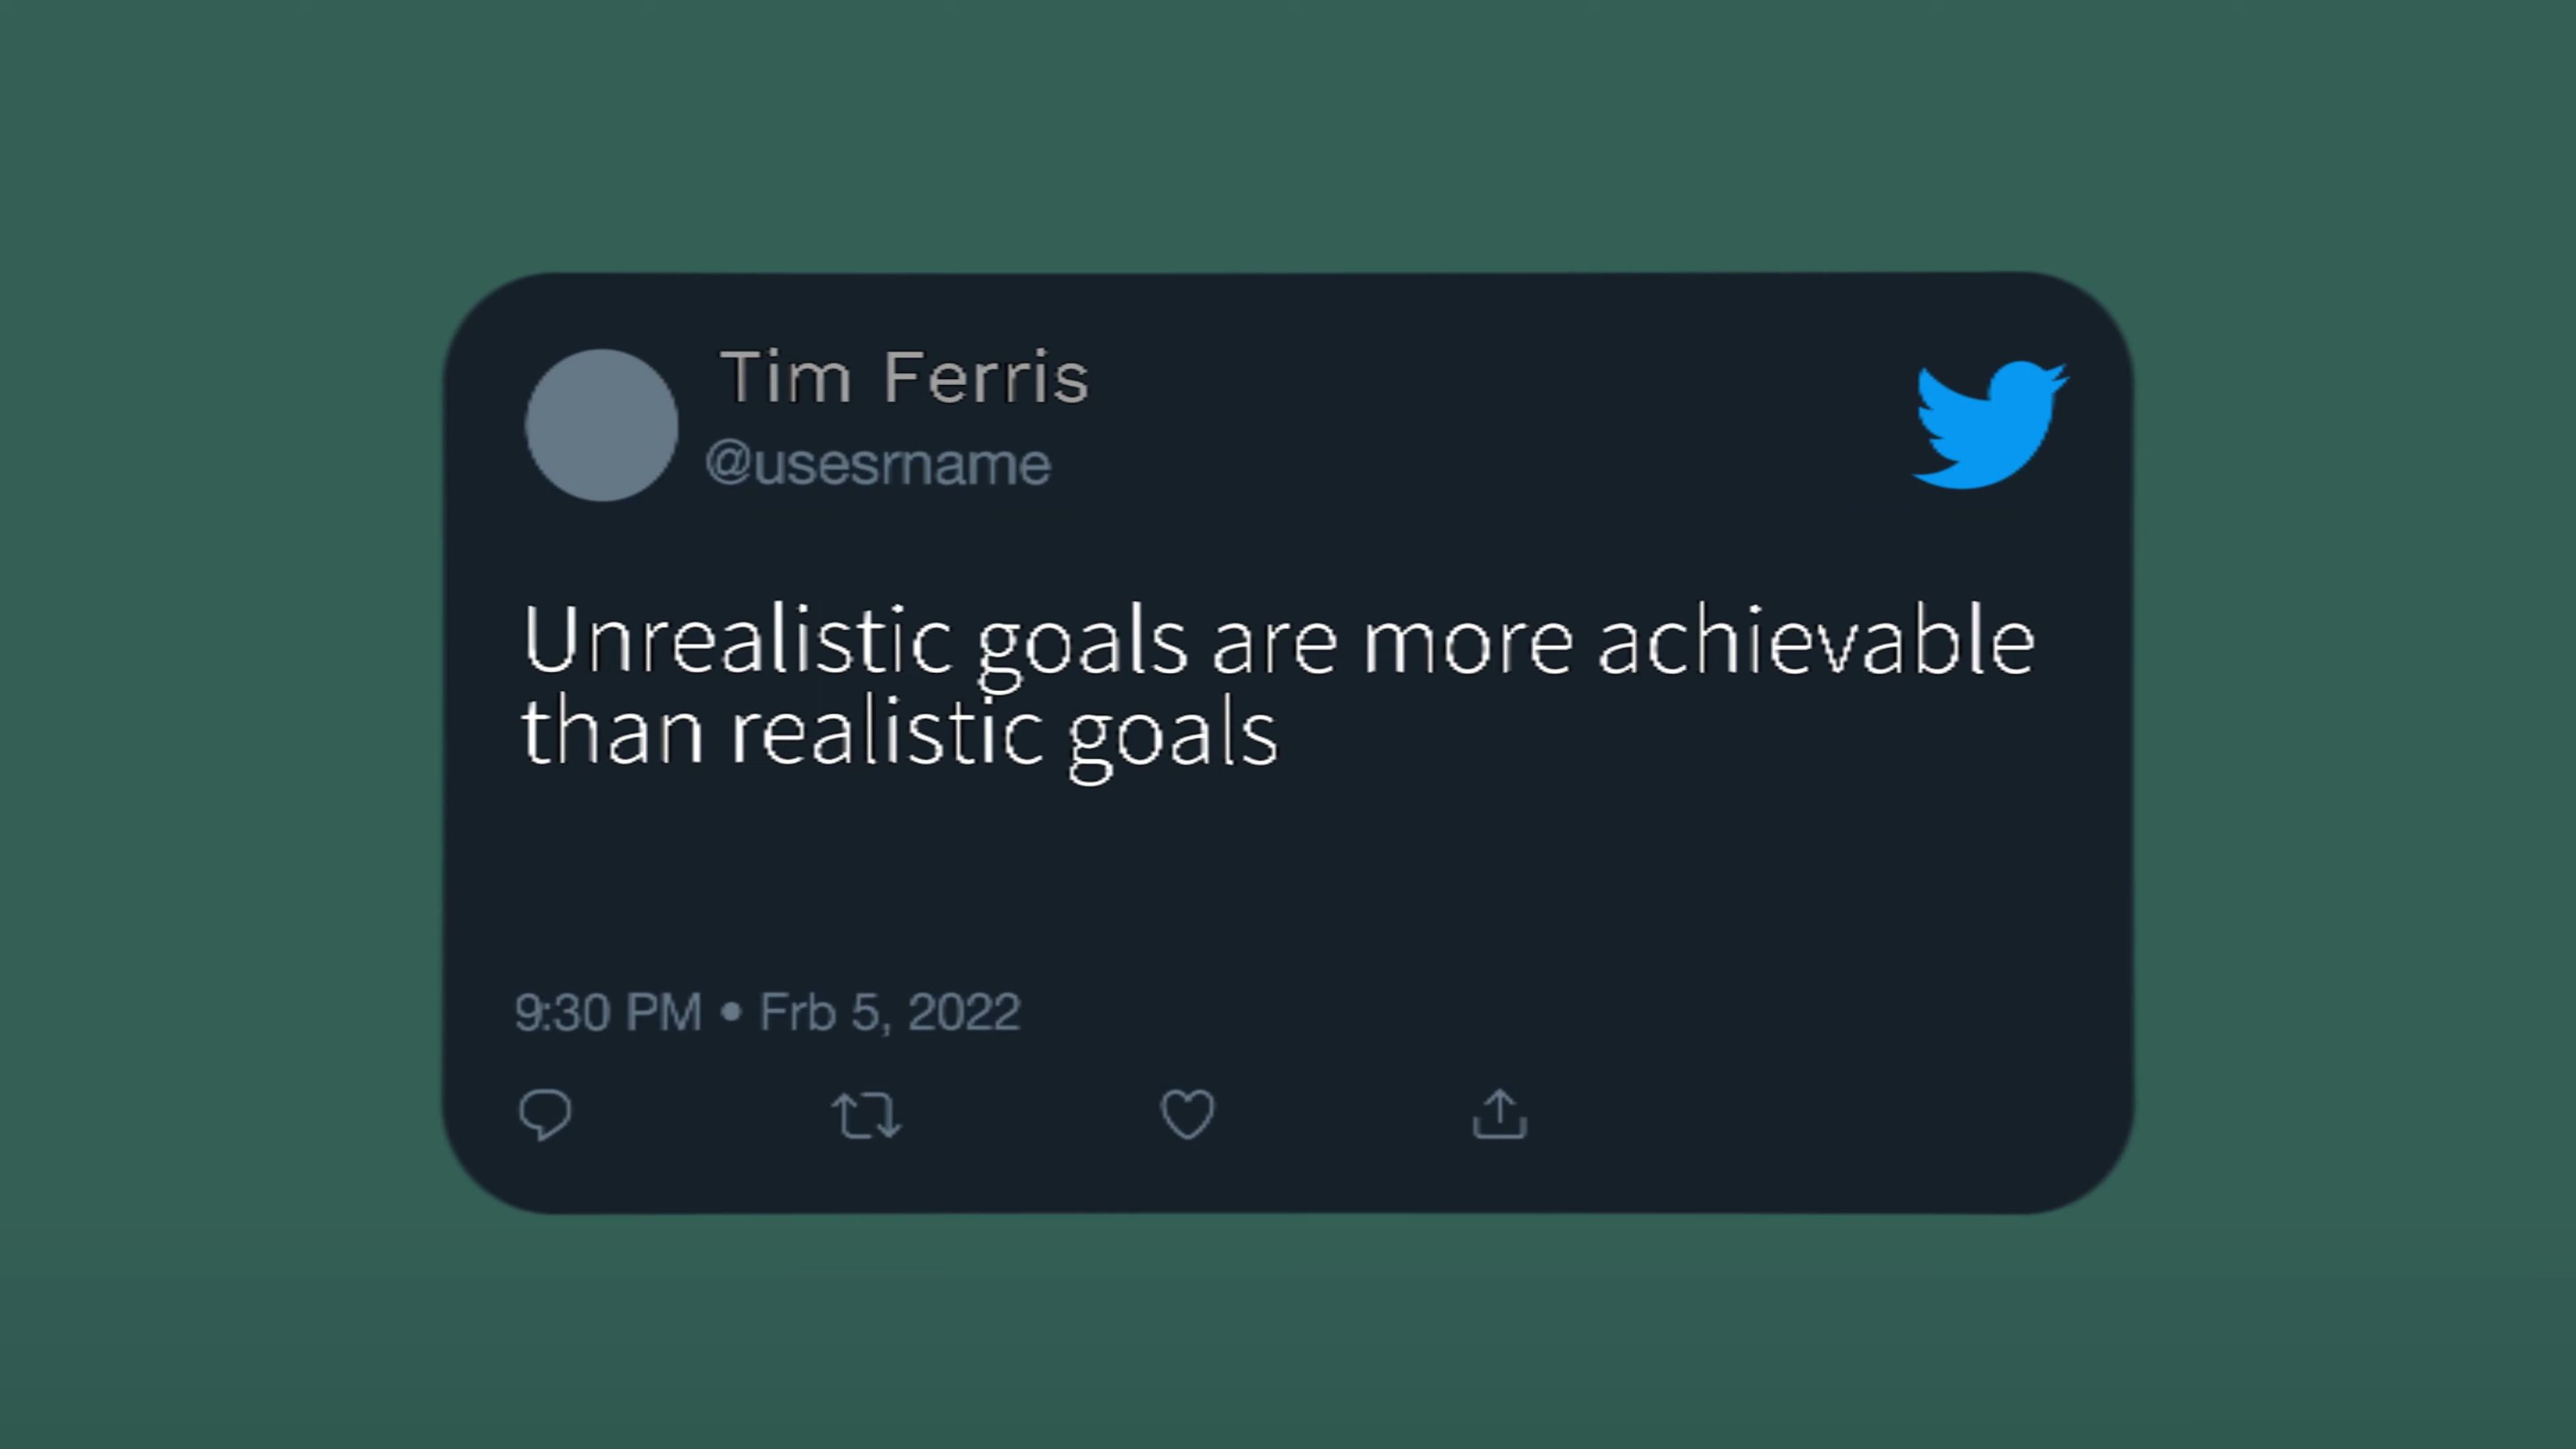 Tim Ferris
@usesrname
Unrealistic goals are more achievable
than realistic goals
9:30 PM • Frb 5, 2022